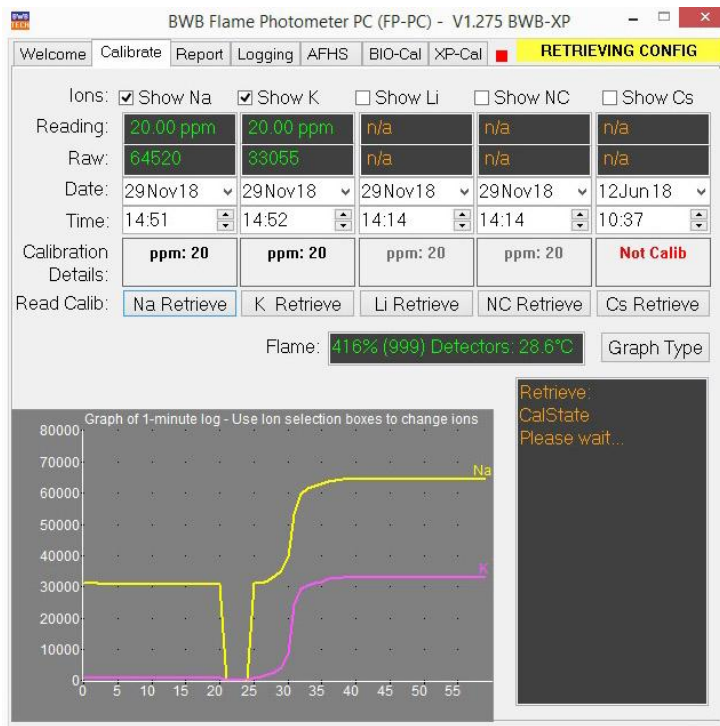 BWB TECH BWB Flame Photometer PC (FP-PC) - V1.275 BWB-XP
Welcome Calibrate Report Logging AFHS BIO-Cal XP-Cal RETRIEVING CONFIG
Ions: Show Na Show K Show Li Show NC Show Cs
Reading: 20.00 ppm 20.00 ppm n/a n/a n/a
Raw: 64520 33055 n/a n/a n/a
Date: 29Nov18 29Nov18 29Nov18 29Nov18 12Jun18
Time: 14:51 14:52 14:14 14:14 10:37
Calibration Details: ppm: 20 ppm: 20 ppm: 20 ppm: 20 Not Calib
Read Calib: Na Retrieve K Retrieve Li Retrieve NC Retrieve Cs Retrieve
Flame: 416% (999) Detectors: 28.6°C Graph Type
Retrieve:
CalState
Please wait...
Graph of 1-minute log - Use Ion selection boxes to change ions
80000
70000
Na
60000
50000
40000
K
30000
20000
10000
0
0 5 10 15 20 25 30 35 40 45 50 55